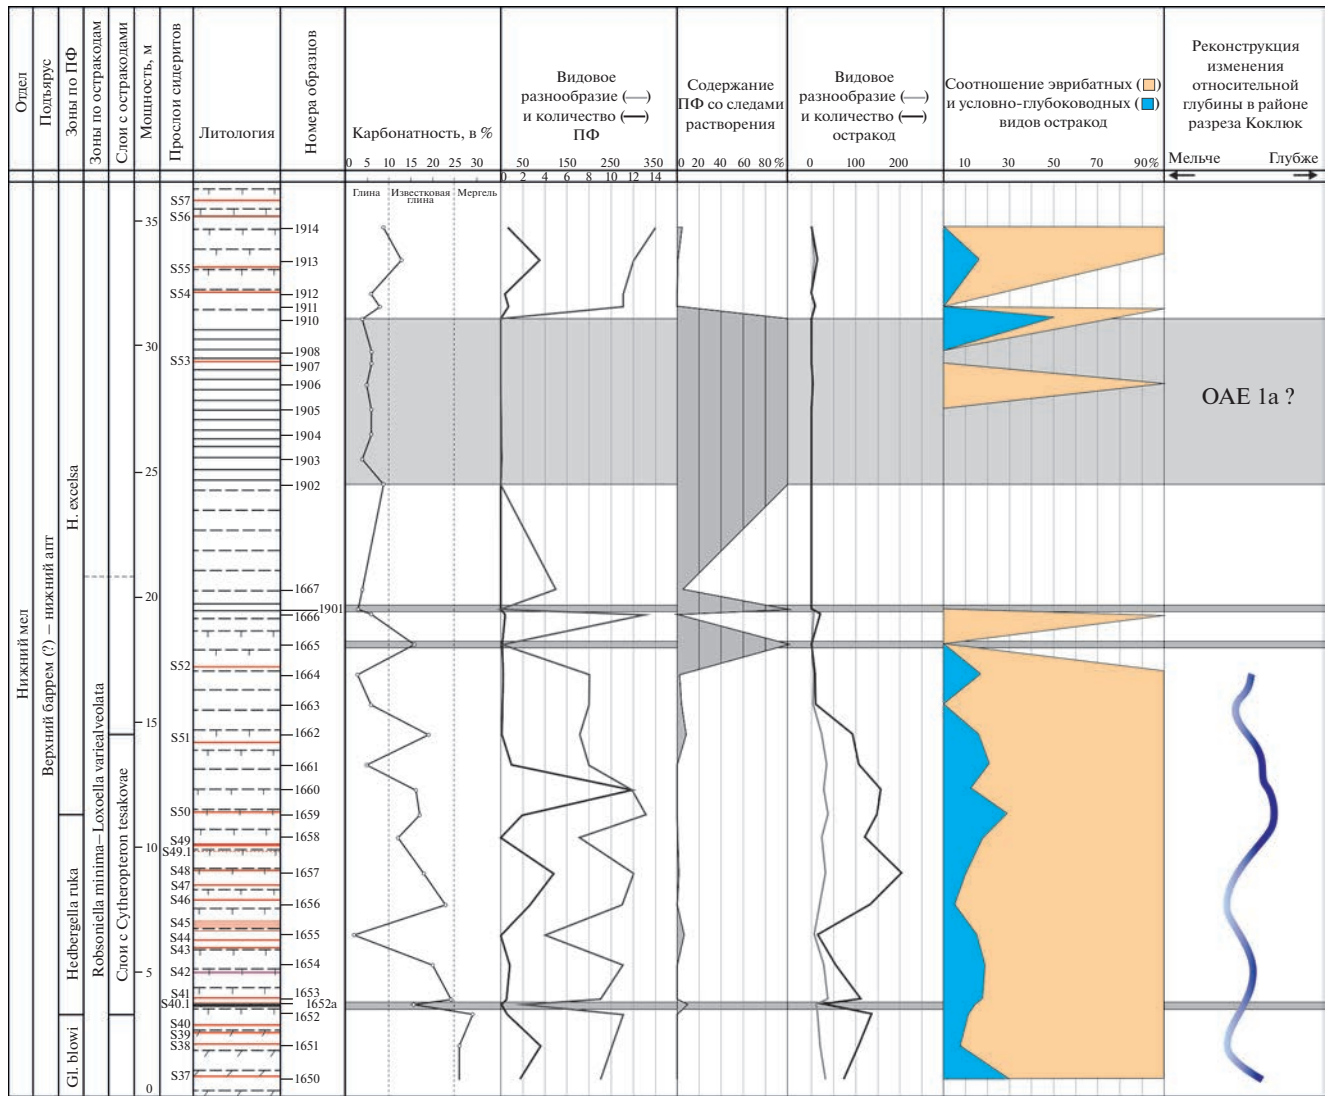 Отдел
Подъярус
Зоны по ПФ
Зоны по остракодам
Слои с остракодами
Мощность, м
Прослои сидеритов
Литология
Номера образцов
Карбонатность, в %
0 5 10 15 20 25 30
Видовое
разнообразие (—)
и количество (—)
ПФ
50 150 250 350
0 2 4 6 8 10 12 14
Содержание
ПФ со следами
растворения
0 20 40 60 80 %
Видовое
разнообразие (—)
и количество (—)
остракод
0 100 200
Соотношение эврибатных (■)
и условно-глубоководных (■)
видов остракод
10 30 50 70 90%
Реконструкция
изменения
относительной
глубины в районе
разреза Коклюк
Мельче Глубже
Глина
Известковая
глина
Мергель
Нижний мел
Верхний баррем (?) – нижний апт
H. excelsa
Hedbergella ruka
Gl. blowi
Robsoniella minima–Loxoella variealveolata
Слои с Cytheropteron tesakovae
35
30
25
20
15
10
5
0
S57
S56
S55
S54
S53
S52
S51
S50
S49
S49.1
S48
S47
S46
S45
S44
S43
S42
S41
S40.1
S40
S39
S38
S37
1914
1913
1912
1911
1910
1908
1907
1906
1905
1904
1903
1902
1667
1901
1666
1665
1664
1663
1662
1661
1660
1659
1658
1657
1656
1655
1654
1653
1652a
1652
1651
1650
OAE 1a ?